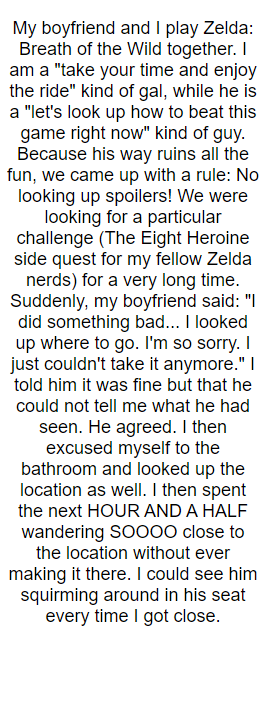 My boyfriend and I play Zelda:
Breath of the Wild together. I
am a "take your time and enjoy
the ride" kind of gal, while he is
a "let's look up how to beat this
game right now" kind of guy.
Because his way ruins all the
fun, we came up with a rule: No
looking up spoilers! We were
looking for a particular
challenge (The Eight Heroine
side quest for my fellow Zelda
nerds) for a very long time.
Suddenly, my boyfriend said: "I
did something bad... I looked
up where to go. I'm so sorry. I
just couldn't take it anymore." I
told him it was fine but that he
could not tell me what he had
seen. He agreed. I then
excused myself to the
bathroom and looked up the
location as well. I then spent
the next HOUR AND A HALF
wandering SOOOO close to
the location without ever
making it there. I could see him
squirming around in his seat
every time I got close.